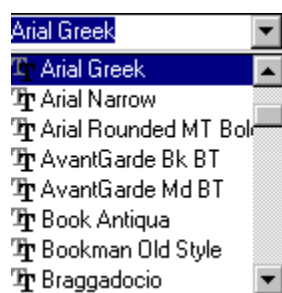 Arial Greek
Arial Greek
Arial Narrow
Arial Rounded MT Bol
AvantGarde Bk BT
AvantGarde Md BT
Book Antiqua
Bookman Old Style
Braggadocio